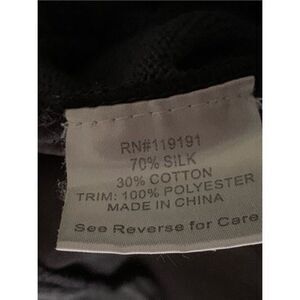 RN#119191
70% SILK
30% COTTON
TRIM: 100% POLYESTER
MADE IN CHINA
See Reverse for Care